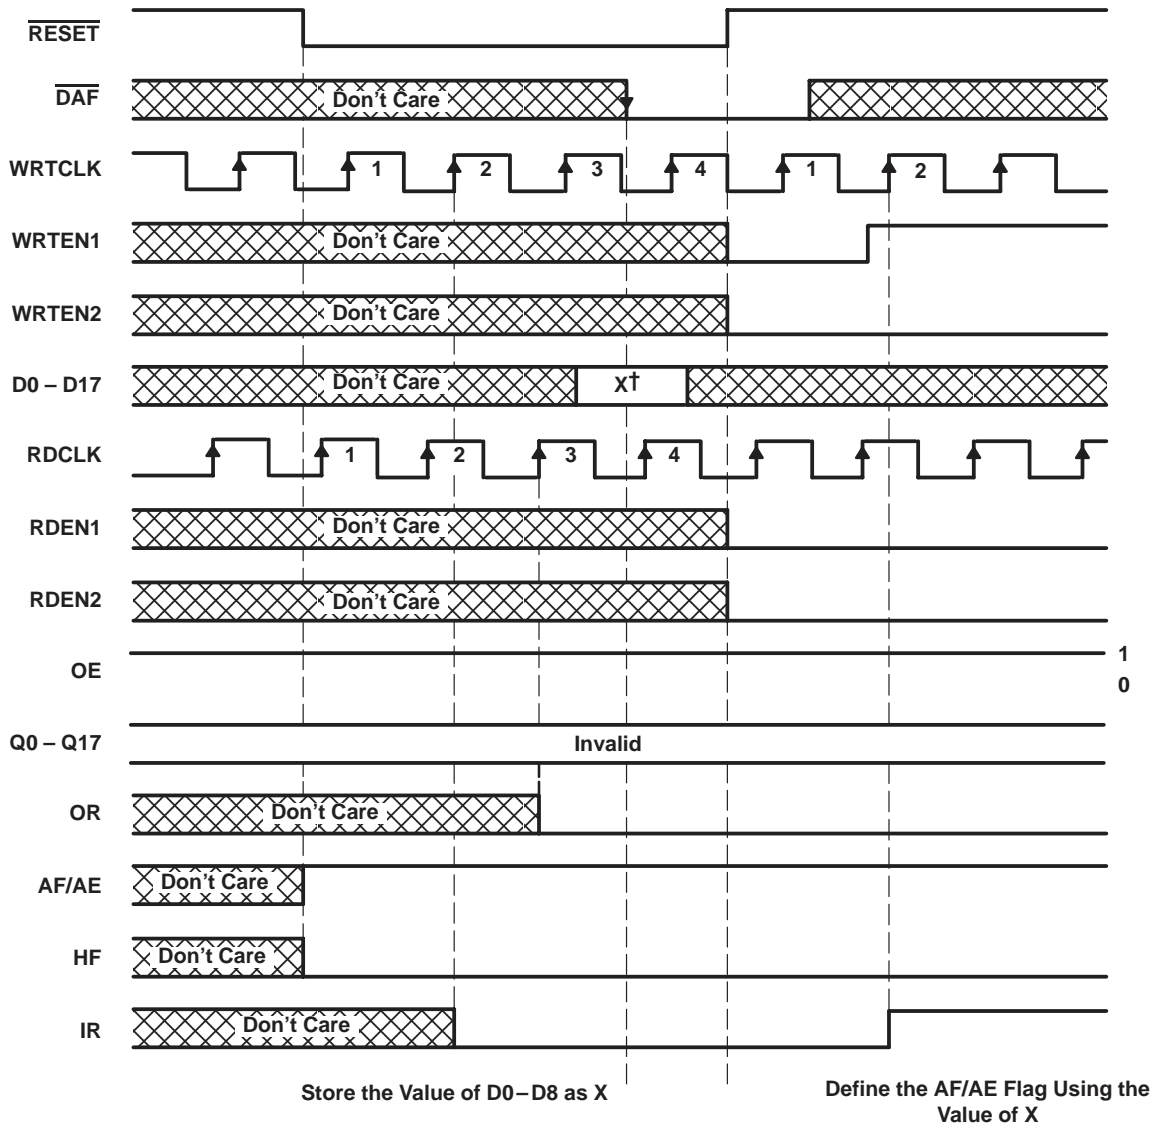 RESET
DAF Don't Care
WRTCLK 1 2 3 4 1 2
WRTEN1 Don't Care
WRTEN2 Don't Care
D0 – D17 Don't Care X†
RDCLK 1 2 3 4
RDEN1 Don't Care
RDEN2 Don't Care
OE 1
0
Q0 – Q17 Invalid
OR Don't Care
AF/AE Don't Care
HF Don't Care
IR Don't Care
Store the Value of D0–D8 as X
Define the AF/AE Flag Using the
Value of X